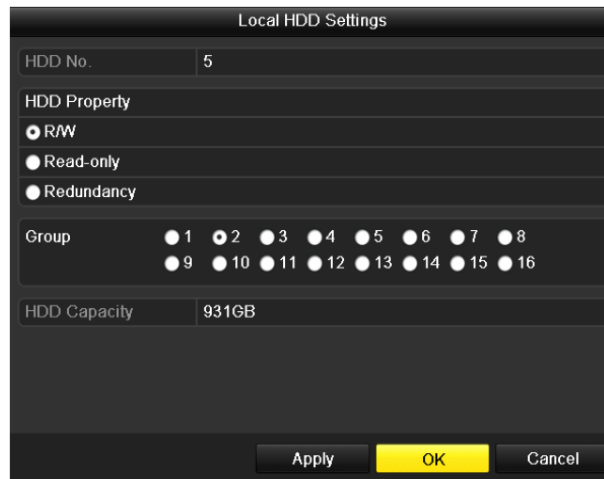 Local HDD Settings
HDD No. 5
HDD Property
R/W
Read-only
Redundancy
Group 1 2 3 4 5 6 7 8
9 10 11 12 13 14 15 16
HDD Capacity 931GB
Apply OK Cancel